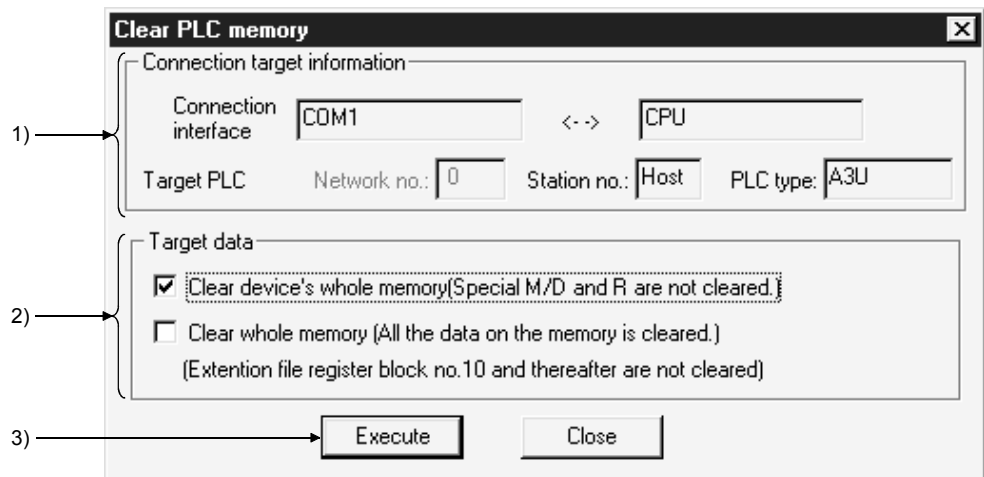 Clear PLC memory
Connection target information
1)
Connection interface
COM1
<- ->
CPU
Target PLC
Network no.: 0
Station no.: Host
PLC type: A3U
2)
Target data
Clear device's whole memory(Special M/D and R are not cleared.)
Clear whole memory (All the data on the memory is cleared.)
(Extention file register block no.10 and thereafter are not cleared)
3)
Execute
Close